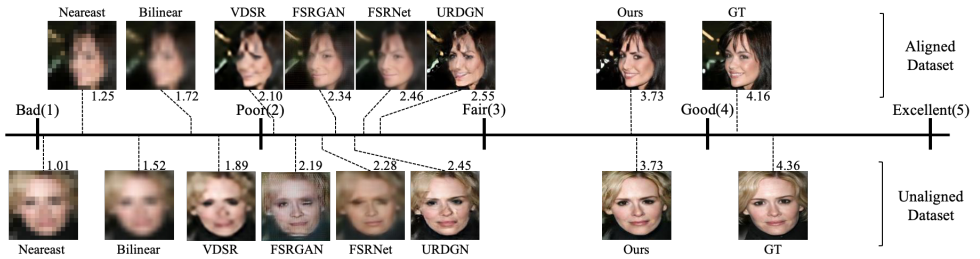 Neareast Bilinear VDSR FSRGAN FSRNet URDGN Ours GT
Aligned
Dataset
1.25 1.72 2.10 2.34 2.46 2.55 3.73 4.16
Bad(1) Poor(2) Fair(3) Good(4) Excellent(5)
1.01 1.52 1.89 2.19 2.28 2.45 3.73 4.36
Unaligned
Dataset
Neareast Bilinear VDSR FSRGAN FSRNet URDGN Ours GT